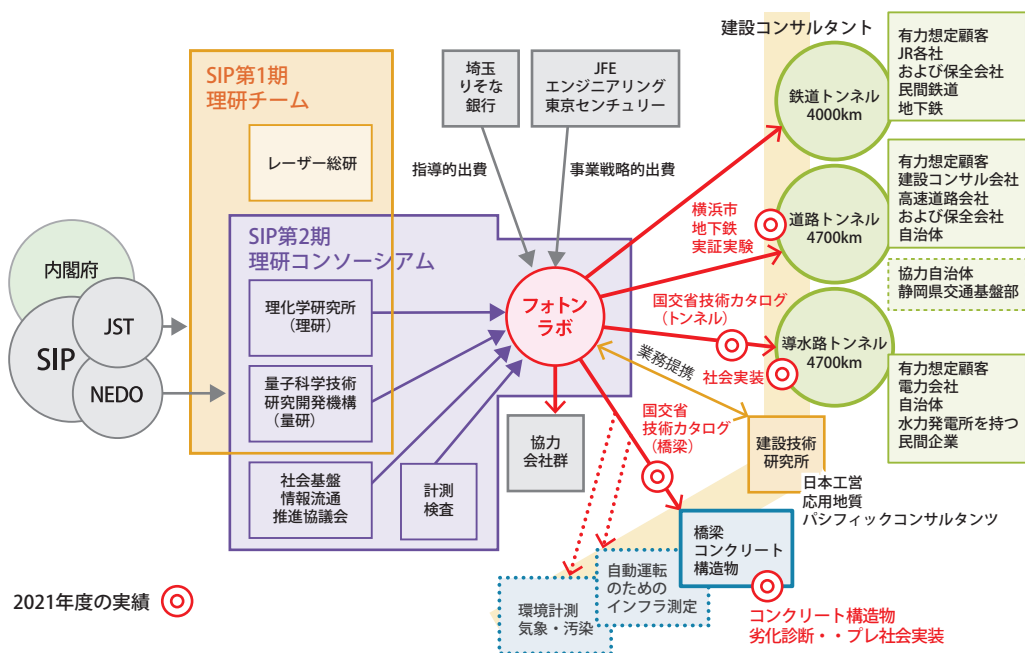 建設コンサルタント
SIP第1期
理研チーム
レーザー総研
埼玉
りそな
銀行
JFE
エンジニアリング
東京センチュリー
指導的出費
事業戦略的出費
鉄道トンネル
4000km
有力想定顧客
JR各社
および保全会社
民間鉄道
地下鉄
内閣府
SIP
JST
NEDO
SIP第2期
理研コンソーシアム
理化学研究所
(理研)
量子科学技術
研究開発機構
(量研)
社会基盤
情報流通
推進協議会
計測
検査
フォトン
ラボ
協力
会社群
横浜市
地下鉄
実証実験
道路トンネル
4700km
有力想定顧客
建設コンサル会社
高速道路会社
および保全会社
自治体
協力自治体
静岡県交通基盤部
国交省技術カタログ
(トンネル)
社会実装
導水路トンネル
4700km
有力想定顧客
電力会社
自治体
水力発電所を持つ
民間企業
業務提携
国交省
技術カタログ
(橋梁)
建設技術
研究所
日本工営
応用地質
パシフィックコンサルタンツ
橋梁
コンクリート
構造物
自動運転
のための
インフラ測定
環境計測
気象・汚染
コンクリート構造物
劣化診断・・プレ社会実装
2021年度の実績